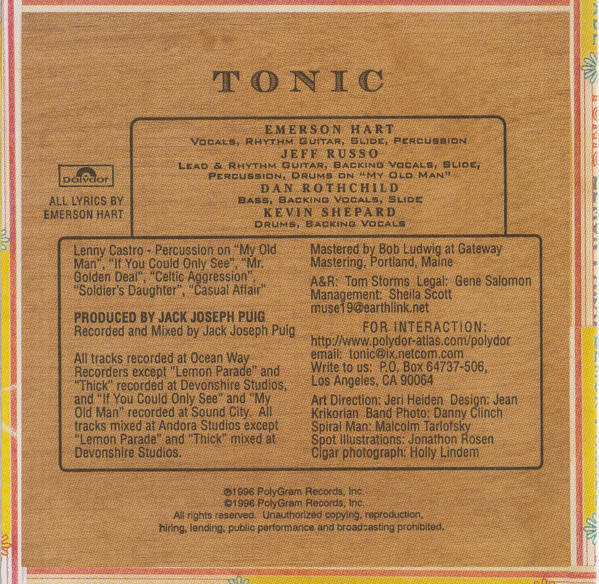 TONIC
EMERSON HART
VOCALS, RHYTHM GUITAR, SLIDE, PERCUSSION
JEFF RUSSO
LEAD & RHYTHM GUITAR, BACKING VOCALS, SLIDE,
PERCUSSION, DRUMS ON "MY OLD MAN"
DAN ROTHCHILD
BASS, BACKING VOCALS, SLIDE
KEVIN SHEPARD
DRUMS, BACKING VOCALS
Polydor
ALL LYRICS BY
EMERSON HART
Lenny Castro - Percussion on "My Old
Man", "If You Could Only See", "Mr.
Golden Deal", "Celtic Aggression",
"Soldier's Daughter", "Casual Affair"
PRODUCED BY JACK JOSEPH PUIG
Recorded and Mixed by Jack Joseph Puig
All tracks recorded at Ocean Way
Recorders except "Lemon Parade" and
"Thick" recorded at Devonshire Studios,
and "If You Could Only See" and "My
Old Man" recorded at Sound City. All
tracks mixed at Andora Studios except
"Lemon Parade" and "Thick" mixed at
Devonshire Studios.
Mastered by Bob Ludwig at Gateway
Mastering, Portland, Maine
A&R: Tom Storms Legal: Gene Salomon
Management: Sheila Scott
muse19@earthlink.net
FOR INTERACTION:
http://www.polydor-atlas.com/polydor
email: tonic@ix.netcom.com
Write to us: P.O. Box 64737-506,
Los Angeles, CA 90064
Art Direction: Jeri Heiden Design: Jean
Krikorian Band Photo: Danny Clinch
Spiral Man: Malcolm Tarlofsky
Spot Illustrations: Jonathon Rosen
Cigar photograph: Holly Lindem
℗1996 PolyGram Records, Inc.
©1996 PolyGram Records, Inc.
All rights reserved. Unauthorized copying, reproduction,
hiring, lending, public performance and broadcasting prohibited.